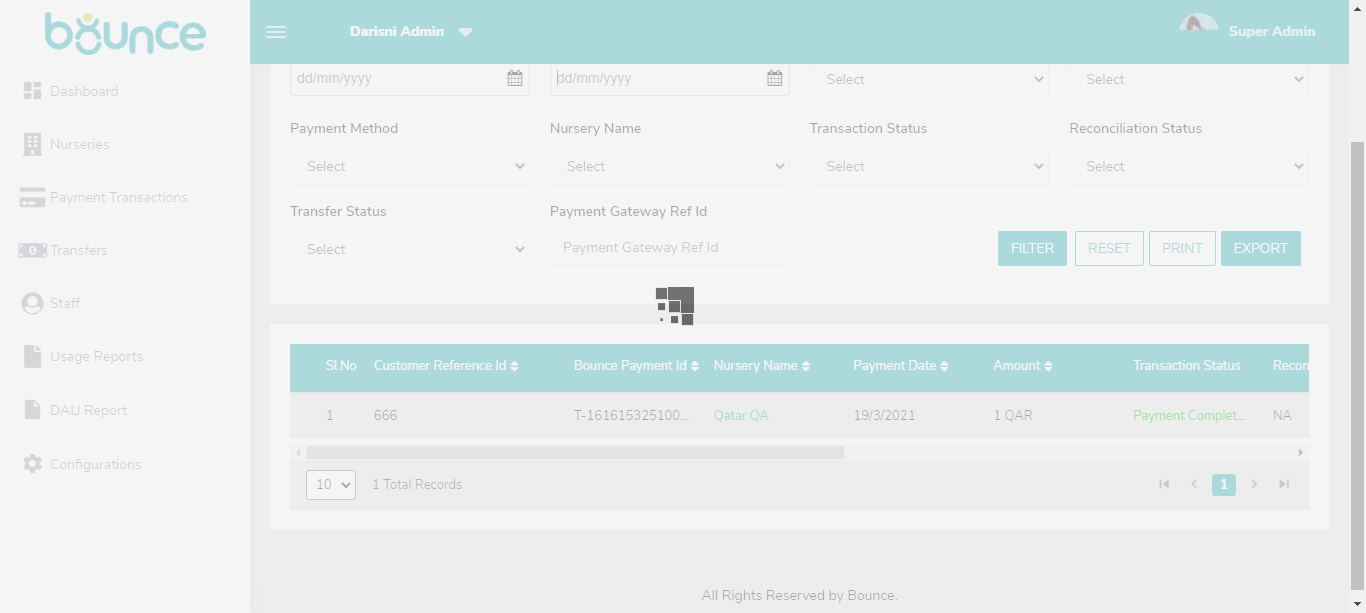 bounce
Darisni Admin
Super Admin
Dashboard
Nurseries
Payment Transactions
Transfers
Staff
Usage Reports
DAU Report
Configurations
dd/mm/yyyy dd/mm/yyyy Select Select
Payment Method Nursery Name Transaction Status Reconciliation Status
Select Select Select Select
Transfer Status Payment Gateway Ref Id
Select Payment Gateway Ref Id FILTER RESET PRINT EXPORT
Sl.No Customer Reference Id Bounce Payment Id Nursery Name Payment Date Amount Transaction Status Recon
1 666 T-161615325100... Qatar QA 19/3/2021 1 QAR Payment Complet... NA
10 1 Total Records 1
All Rights Reserved by Bounce.